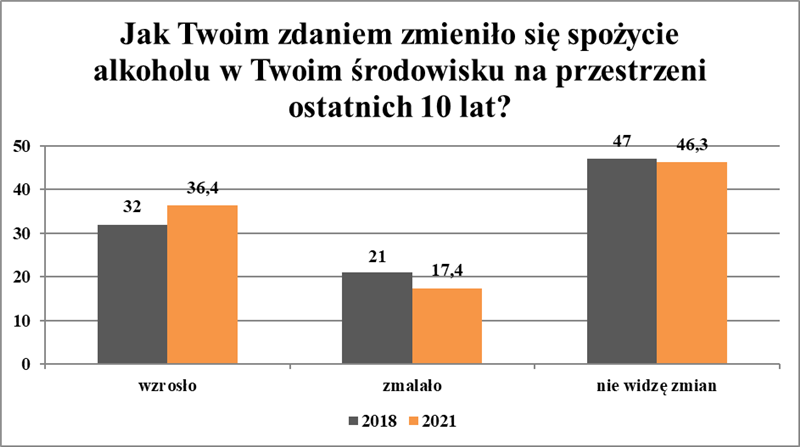 Jak Twoim zdaniem zmieniło się spożycie
alkoholu w Twoim środowisku na przestrzeni
ostatnich 10 lat?
50
40
30
20
10
0
32
36,4
21
17,4
47
46,3
wzrosło
zmalało
nie widzę zmian
2018
2021